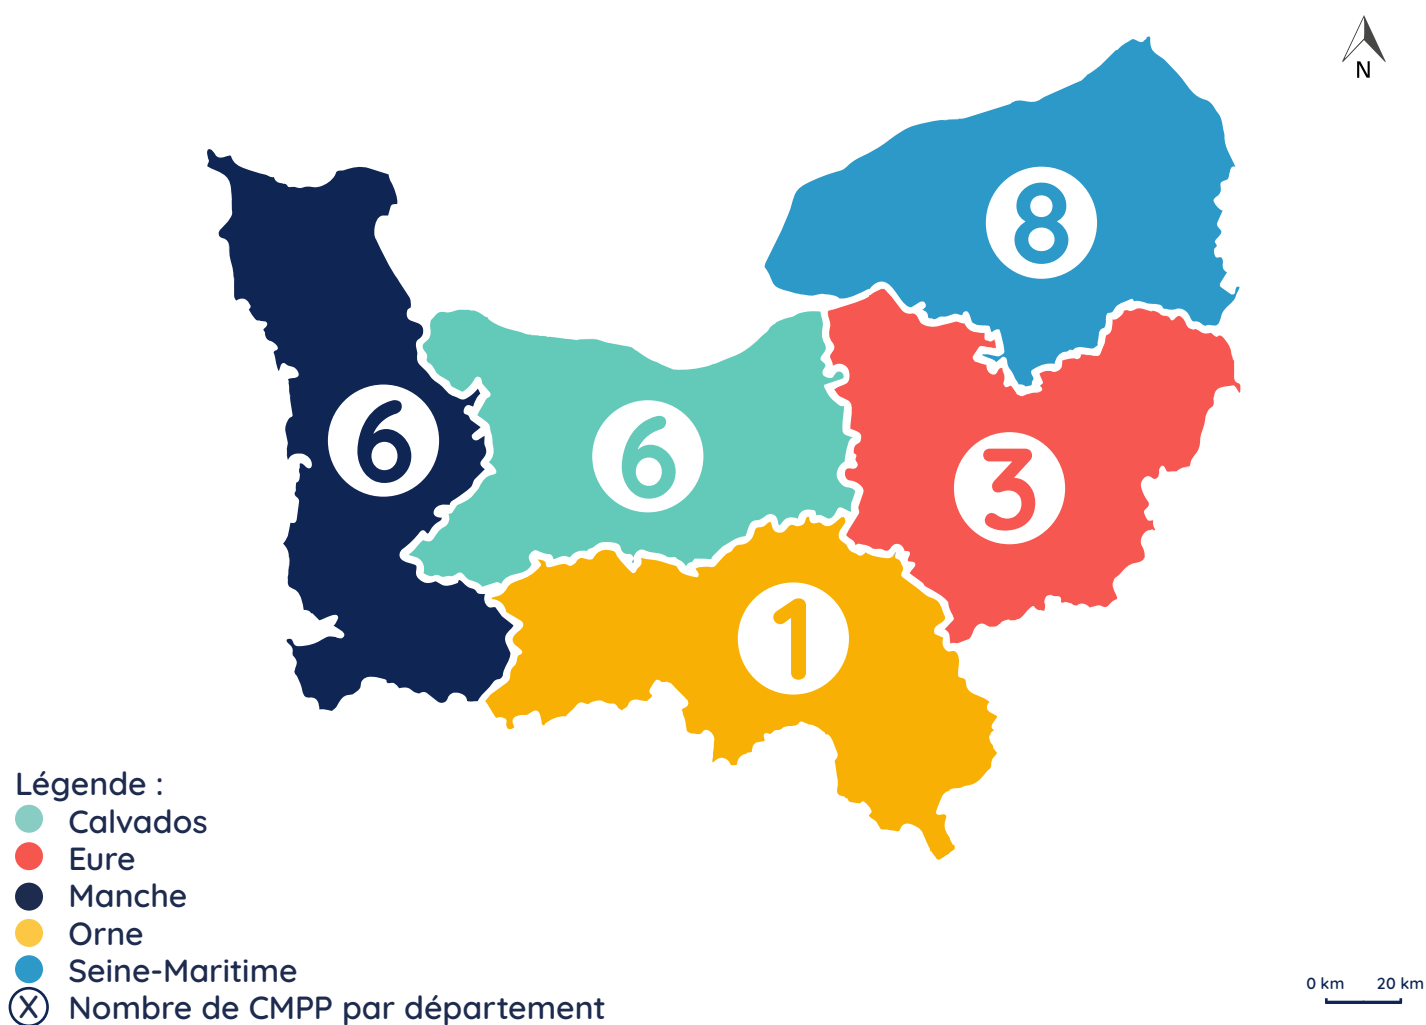 N
8
6
6
3
1
Légende :
Calvados
Eure
Manche
Orne
Seine-Maritime
X Nombre de CMPP par département
0 km 20 km